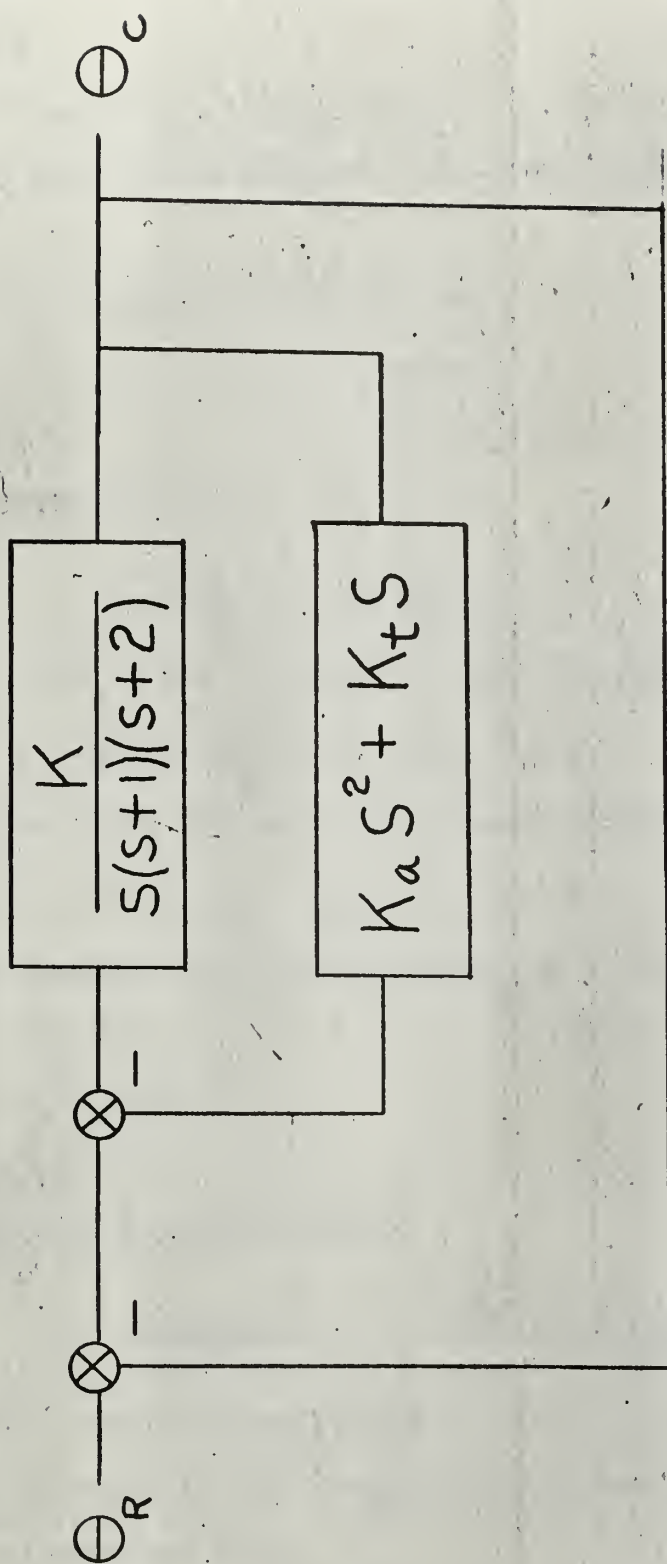 Θ_R
−
−
K
S(S+1)(S+2)
K_a S² + K_t S
Θ_C